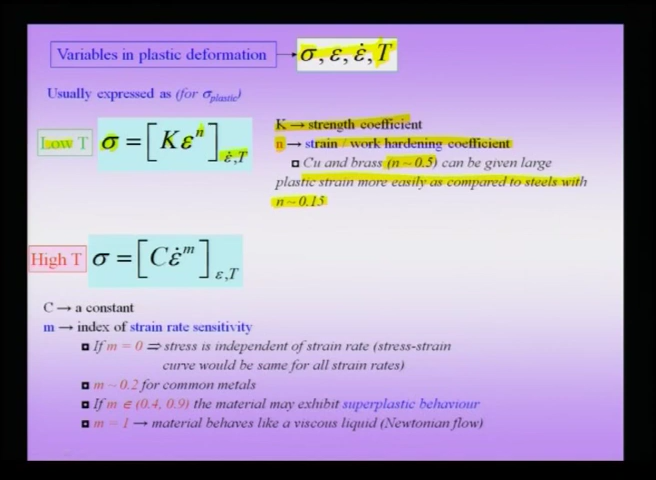 Variables in plastic deformation → σ, ε, ε̇, T
Usually expressed as (for σ_plastic)
Low T σ = [Kε^n]_ε̇,T
K → strength coefficient
n → strain / work hardening coefficient
◘ Cu and brass (n ~ 0.5) can be given large
plastic strain more easily as compared to steels with
n ~ 0.15
High T σ = [Cε̇^m]_ε,T
C → a constant
m → index of strain rate sensitivity
◘ If m = 0 ⇒ stress is independent of strain rate (stress-strain
curve would be same for all strain rates)
◘ m ~ 0.2 for common metals
◘ If m ∈ (0.4, 0.9) the material may exhibit superplastic behaviour
◘ m = 1 → material behaves like a viscous liquid (Newtonian flow)